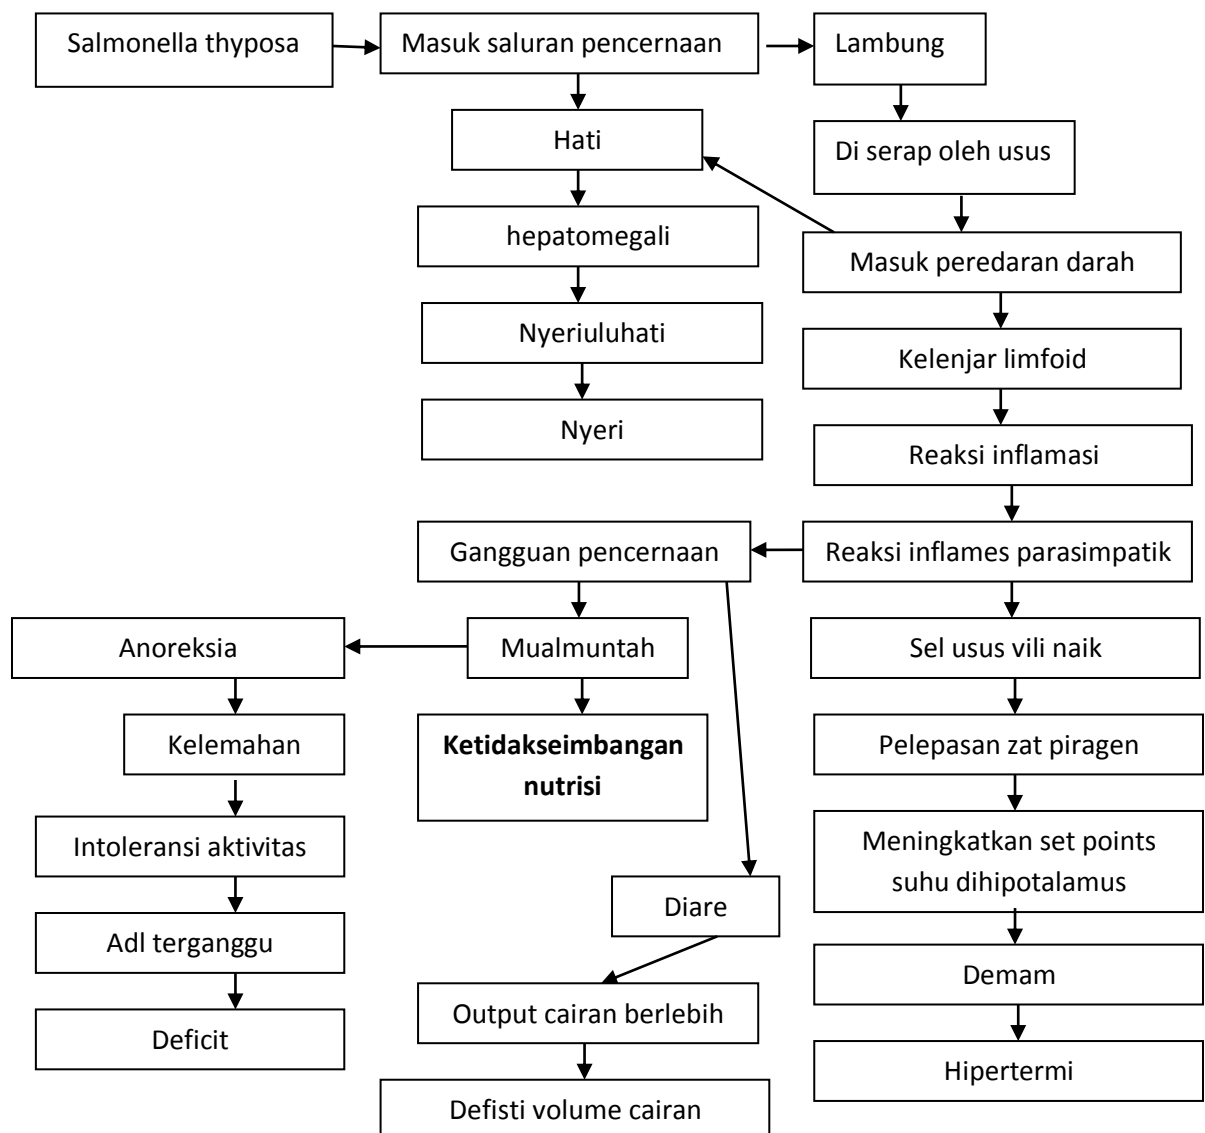 Salmonella thyposa
Masuk saluran pencernaan
Lambung
Hati
Di serap oleh usus
hepatomegali
Masuk peredaran darah
Nyeriuluhati
Kelenjar limfoid
Nyeri
Reaksi inflamasi
Gangguan pencernaan
Reaksi inflames parasimpatik
Anoreksia
Mualmuntah
Sel usus vili naik
Kelemahan
Ketidakseimbangan
nutrisi
Pelepasan zat piragen
Intoleransi aktivitas
Meningkatkan set points
suhu dihipotalamus
Diare
Adl terganggu
Demam
Output cairan berlebih
Deficit
Hipertermi
Defisti volume cairan